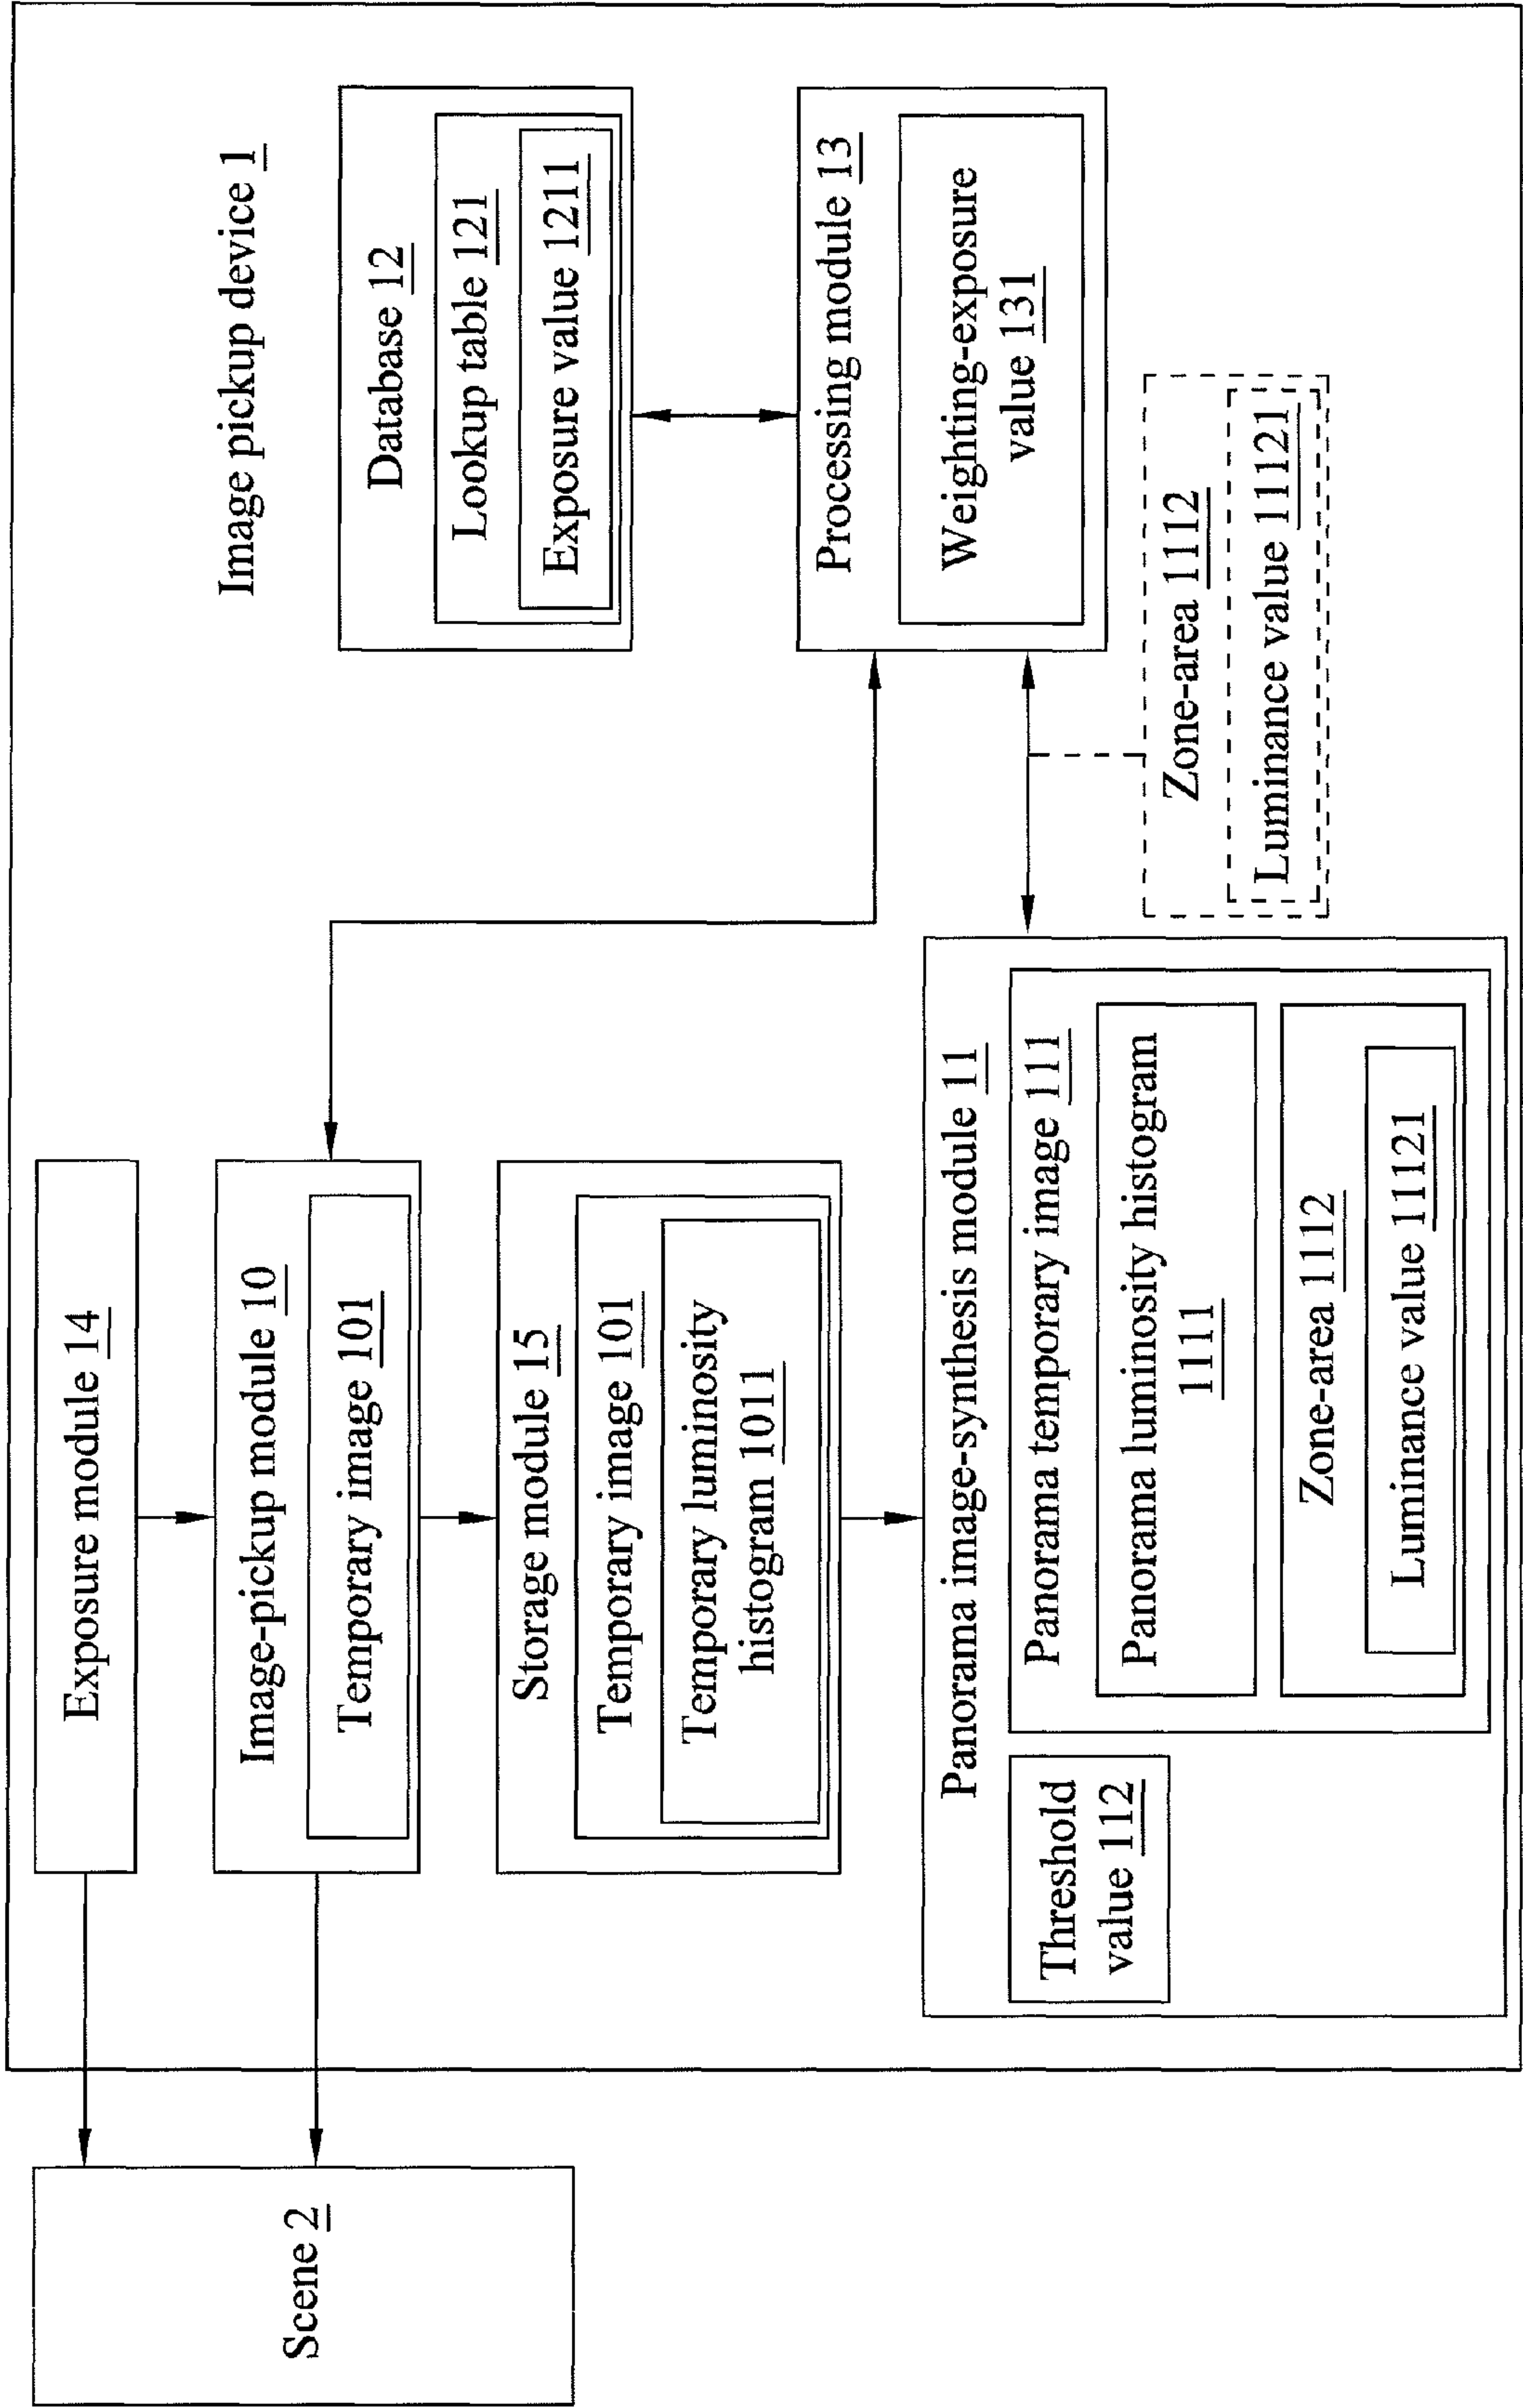 Image pickup device 1
Scene 2
Exposure module 14
Image-pickup module 10
Temporary image 101
Storage module 15
Temporary image 101
Temporary luminosity
histogram 1011
Panorama image-synthesis module 11
Threshold
value 112
Panorama temporary image 111
Panorama luminosity histogram
1111
Zone-area 1112
Luminance value 11121
Database 12
Lookup table 121
Exposure value 1211
Processing module 13
Weighting-exposure
value 131
Zone-area 1112
Luminance value 11121